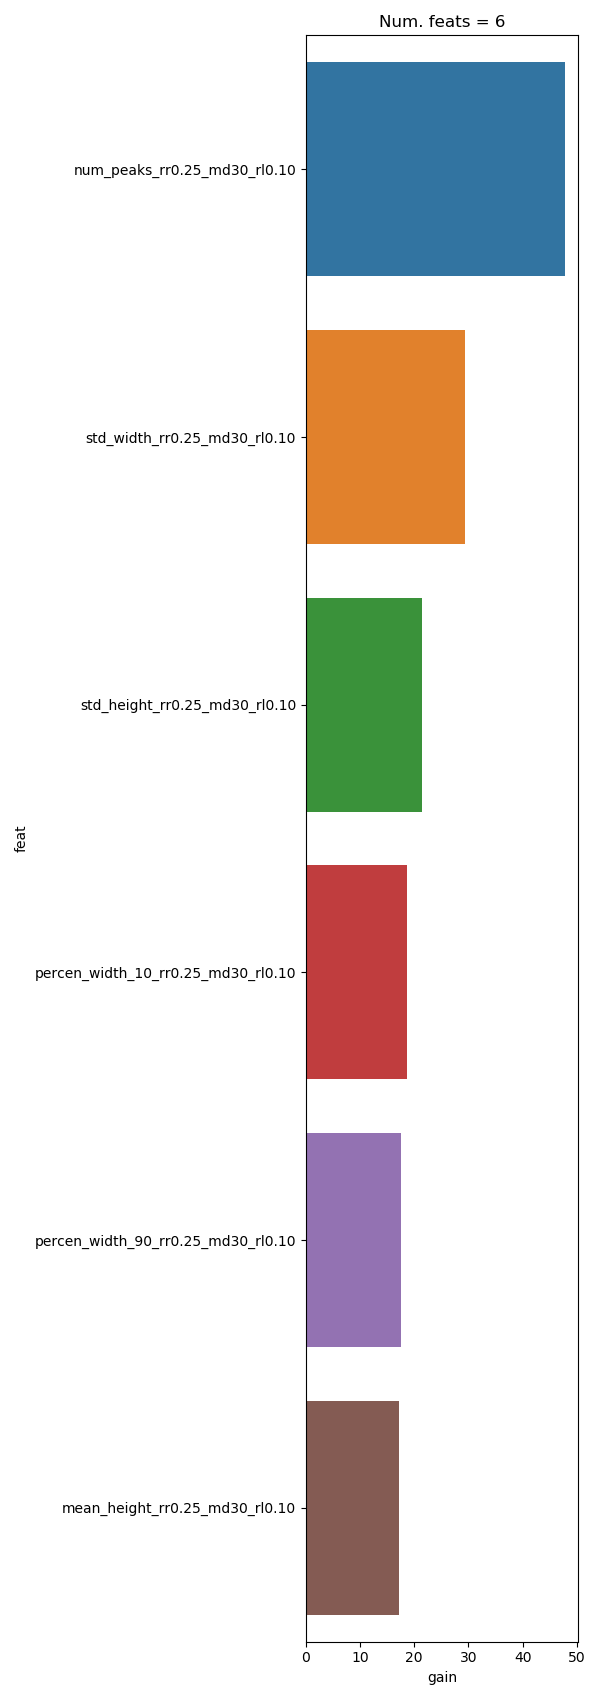 Num. feats = 6
num_peaks_rr0.25_md30_rl0.10
std_width_rr0.25_md30_rl0.10
std_height_rr0.25_md30_rl0.10
feat
percen_width_10_rr0.25_md30_rl0.10
percen_width_90_rr0.25_md30_rl0.10
mean_height_rr0.25_md30_rl0.10
0 10 20 30 40 50
gain